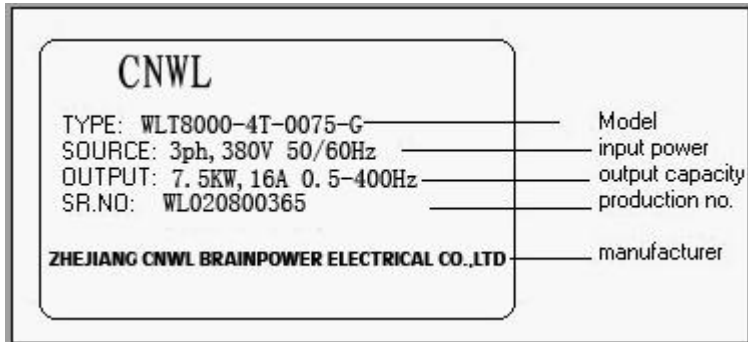 CNWL
TYPE: WLT8000-4T-0075-G Model
SOURCE: 3ph, 380V 50/60Hz input power
OUTPUT: 7.5KW, 16A 0.5-400Hz output capacity
SR.NO: WL020800365 production no.
ZHEJIANG CNWL BRAINPOWER ELECTRICAL CO.,LTD manufacturer